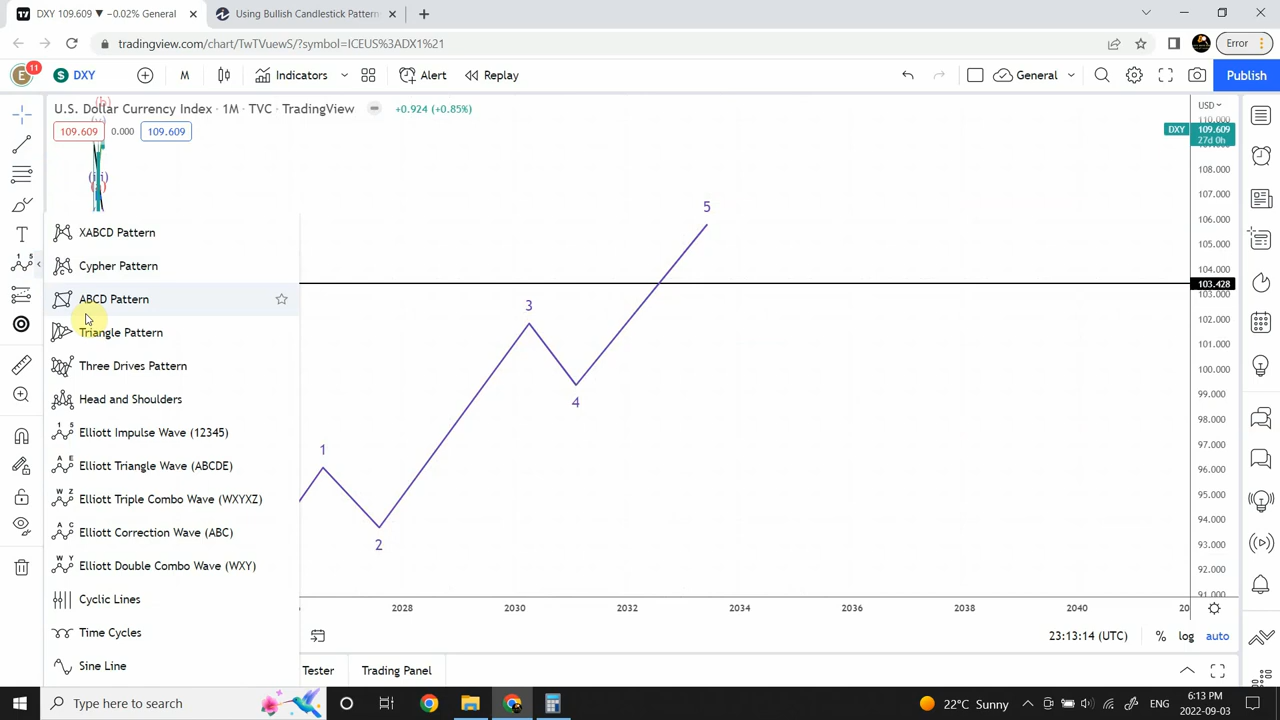 DXY 109.609 ▼ −0.02% General
Using Bullish Candlestick Pattern
tradingview.com/chart/TwTVuewS/?symbol=ICEUS%3ADX1%21
Error
E
11
S
DXY
M
Indicators
Alert
Replay
General
Publish
U.S. Dollar Currency Index · 1M · TVC · TradingView
+0.924 (+0.85%)
109.609
0.000
109.609
USD
110.000
DXY
109.609
27d 0h
108.000
107.000
106.000
105.000
104.000
103.428
103.000
102.000
101.000
100.000
99.000
98.000
97.000
96.000
95.000
94.000
93.000
92.000
91.000
(b)
(iii)
T
XABCD Pattern
Cypher Pattern
ABCD Pattern
Triangle Pattern
Three Drives Pattern
Head and Shoulders
Elliott Impulse Wave (12345)
Elliott Triangle Wave (ABCDE)
Elliott Triple Combo Wave (WXYXZ)
Elliott Correction Wave (ABC)
Elliott Double Combo Wave (WXY)
Cyclic Lines
Time Cycles
Sine Line
1
2
3
4
5
2028
2030
2032
2034
2036
2038
2040
20
23:13:14 (UTC)
%
log
auto
Tester
Trading Panel
Type here to search
22°C Sunny
ENG
6:13 PM
2022-09-03